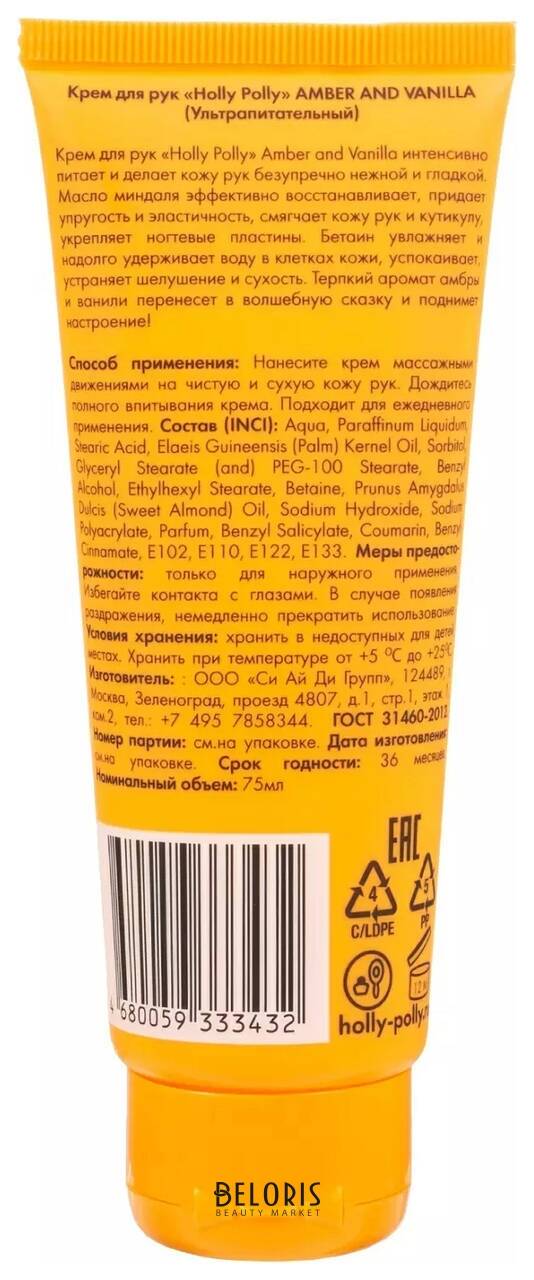 Крем для рук «Holly Polly» AMBER AND VANILLA
(Ультрапитательный)
Крем для рук «Holly Polly» Amber and Vanilla интенсивно
питает и делает кожу рук безупречно нежной и гладкой.
Масло миндаля эффективно восстанавливает, придает
упругость и эластичность, смягчает кожу рук и кутикулу,
укрепляет ногтевые пластины. Бетаин увлажняет и
надолго удерживает воду в клетках кожи, успокаивает,
устраняет шелушение и сухость. Терпкий аромат амбры
и ванили перенесет в волшебную сказку и поднимет
настроение!
Способ применения: Нанесите крем массажными
движениями на чистую и сухую кожу рук. Дождитесь
полного впитывания крема. Подходит для ежедневного
применения. Состав (INCI): Aqua, Paraffinum Liquidum,
Stearic Acid, Elaeis Guineensis (Palm) Kernel Oil, Sorbitol,
Glyceryl Stearate (and) PEG-100 Stearate, Benzyl
Alcohol, Ethylhexyl Stearate, Betaine, Prunus Amygdalus
Dulcis (Sweet Almond) Oil, Sodium Hydroxide, Sodium
Polyacrylate, Parfum, Benzyl Salicylate, Coumarin, Benzyl
Cinnamate, E102, E110, E122, E133. Меры предосто-
рожности: только для наружного применения.
Избегайте контакта с глазами. В случае появления
раздражения, немедленно прекратить использование.
Условия хранения: хранить в недоступных для детей
местах. Хранить при температуре от +5 °C до +25°C
Изготовитель: : ООО «Си Ай Ди Групп», 124489, г.
Москва, Зеленоград, проезд 4807, д.1, стр.1, этаж
ком.2, тел.: +7 495 7858344. ГОСТ 31460-2012
Номер партии: см.на упаковке. Дата изготовления:
см.на упаковке. Срок годности: 36 месяцев.
Номинальный объем: 75мл
EAC
4
5
C/LDPE
PP
12
4 680059 333432
holly-polly.r
BELORIS
BEAUTY MARKET